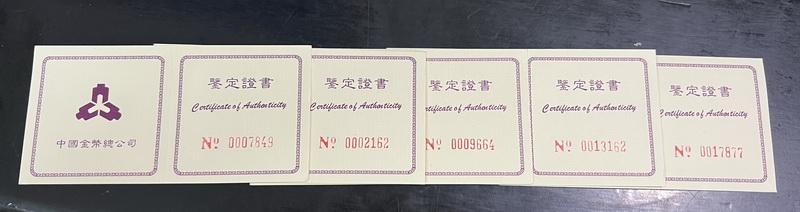 中國金幣總公司
鑒定證書
Certificate of Authenticity
Nº 0007849
鑒定證書
Certificate of Authenticity
Nº 0002162
鑒定證書
Certificate of Authenticity
Nº 0009664
鑒定證書
Certificate of Authenticity
Nº 0013162
鑒定證書
Certificate of Authenticity
Nº 0017877